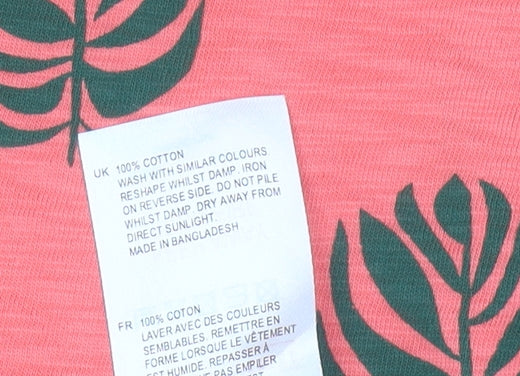 UK 100% COTTON
WASH WITH SIMILAR COLOURS.
RESHAPE WHILST DAMP. IRON
ON REVERSE SIDE. DO NOT PILE
WHILST DAMP. DRY AWAY FROM
DIRECT SUNLIGHT.
MADE IN BANGLADESH
FR 100% COTON
LAVER AVEC DES COULEURS
SEMBLABLES. REMETTRE EN
FORME LORSQUE LE VÊTEMENT
EST HUMIDE. REPASSER À
NE PAS EMPILER